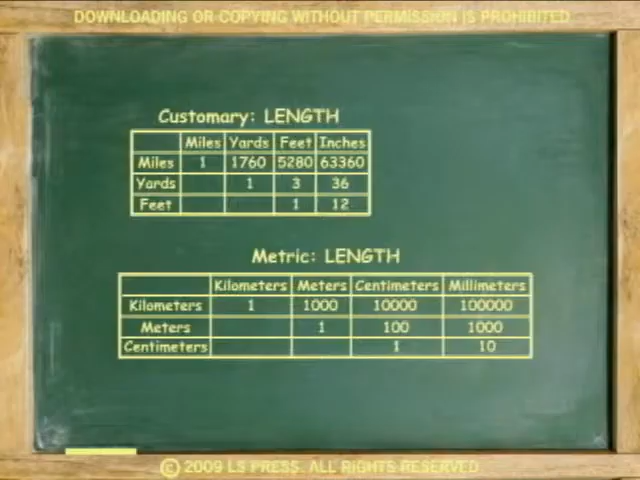 DOWNLOADING OR COPYING WITHOUT PERMISSION IS PROHIBITED
Customary: LENGTH
Miles Yards Feet Inches
Miles 1 1760 5280 63360
Yards 1 3 36
Feet 1 12
Metric: LENGTH
Kilometers Meters Centimeters Millimeters
Kilometers 1 1000 10000 100000
Meters 1 100 1000
Centimeters 1 10
© 2009 LS PRESS. ALL RIGHTS RESERVED